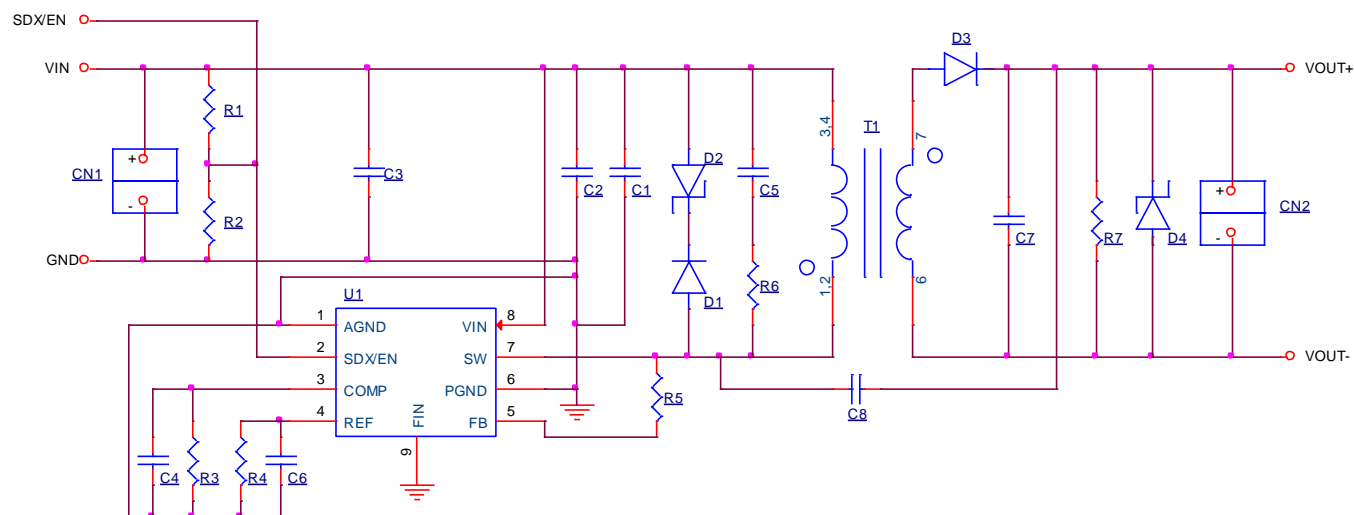 SDX/EN
VIN
VOUT+
D3
R1
T1
3,4
7
CN1
+
-
C3
C2
C1
D2
C5
R2
C7
R7
D4
CN2
+
-
GND
D1
R6
1,2
6
U1
1
AGND
VIN
8
2
SDX/EN
SW
7
VOUT-
3
COMP
PGND
6
R5
C8
4
REF
FIN
FB
5
9
C4
R3
R4
C6